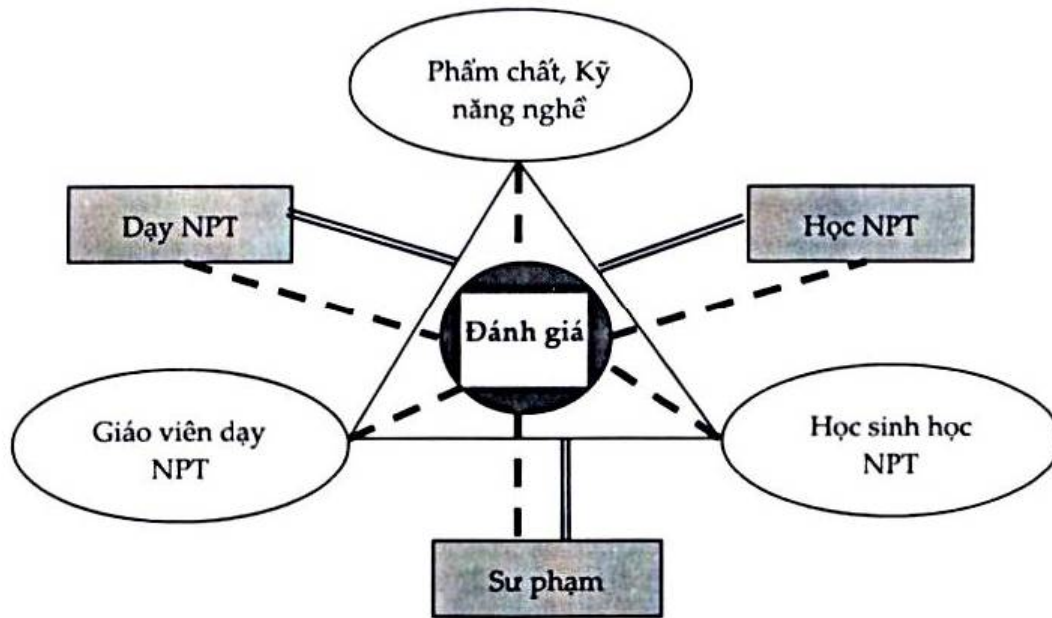 Phẩm chất, Kỹ
năng nghề
Dạy NPT
Học NPT
Đánh giá
Giáo viên dạy
NPT
Học sinh học
NPT
Sư phạm